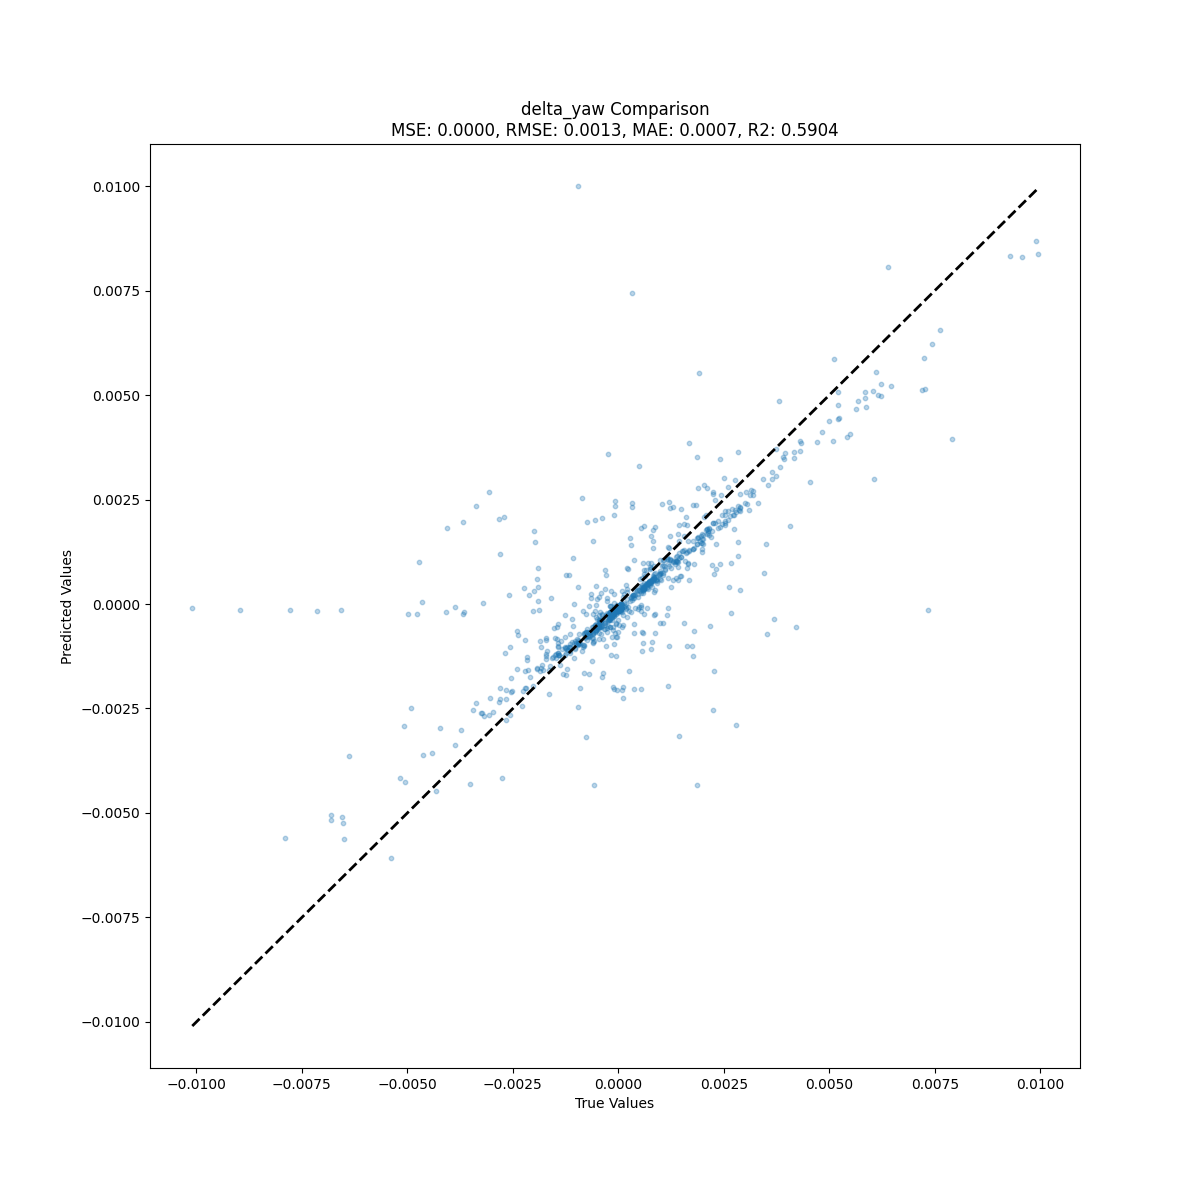 delta_yaw Comparison
MSE: 0.0000, RMSE: 0.0013, MAE: 0.0007, R2: 0.5904
0.0100
0.0075
0.0050
0.0025
0.0000
−0.0025
−0.0050
−0.0075
−0.0100
Predicted Values
−0.0100 −0.0075 −0.0050 −0.0025 0.0000 0.0025 0.0050 0.0075 0.0100
True Values